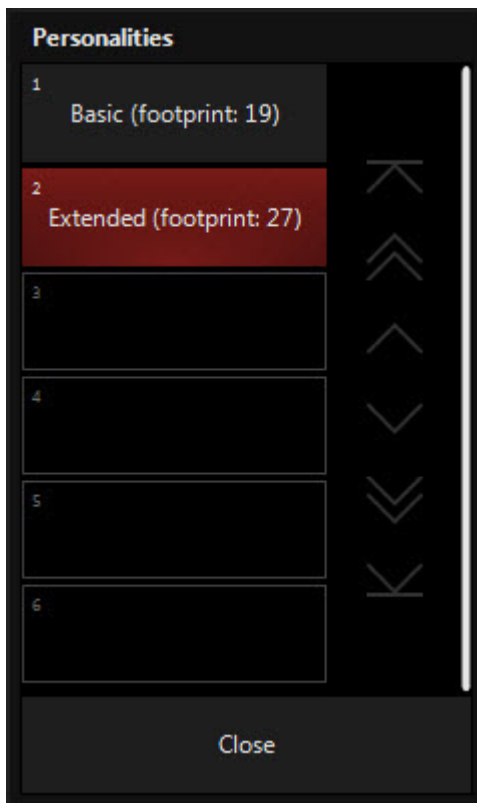 Personalities
1
Basic (footprint: 19)
2
Extended (footprint: 27)
3
4
5
6
Close